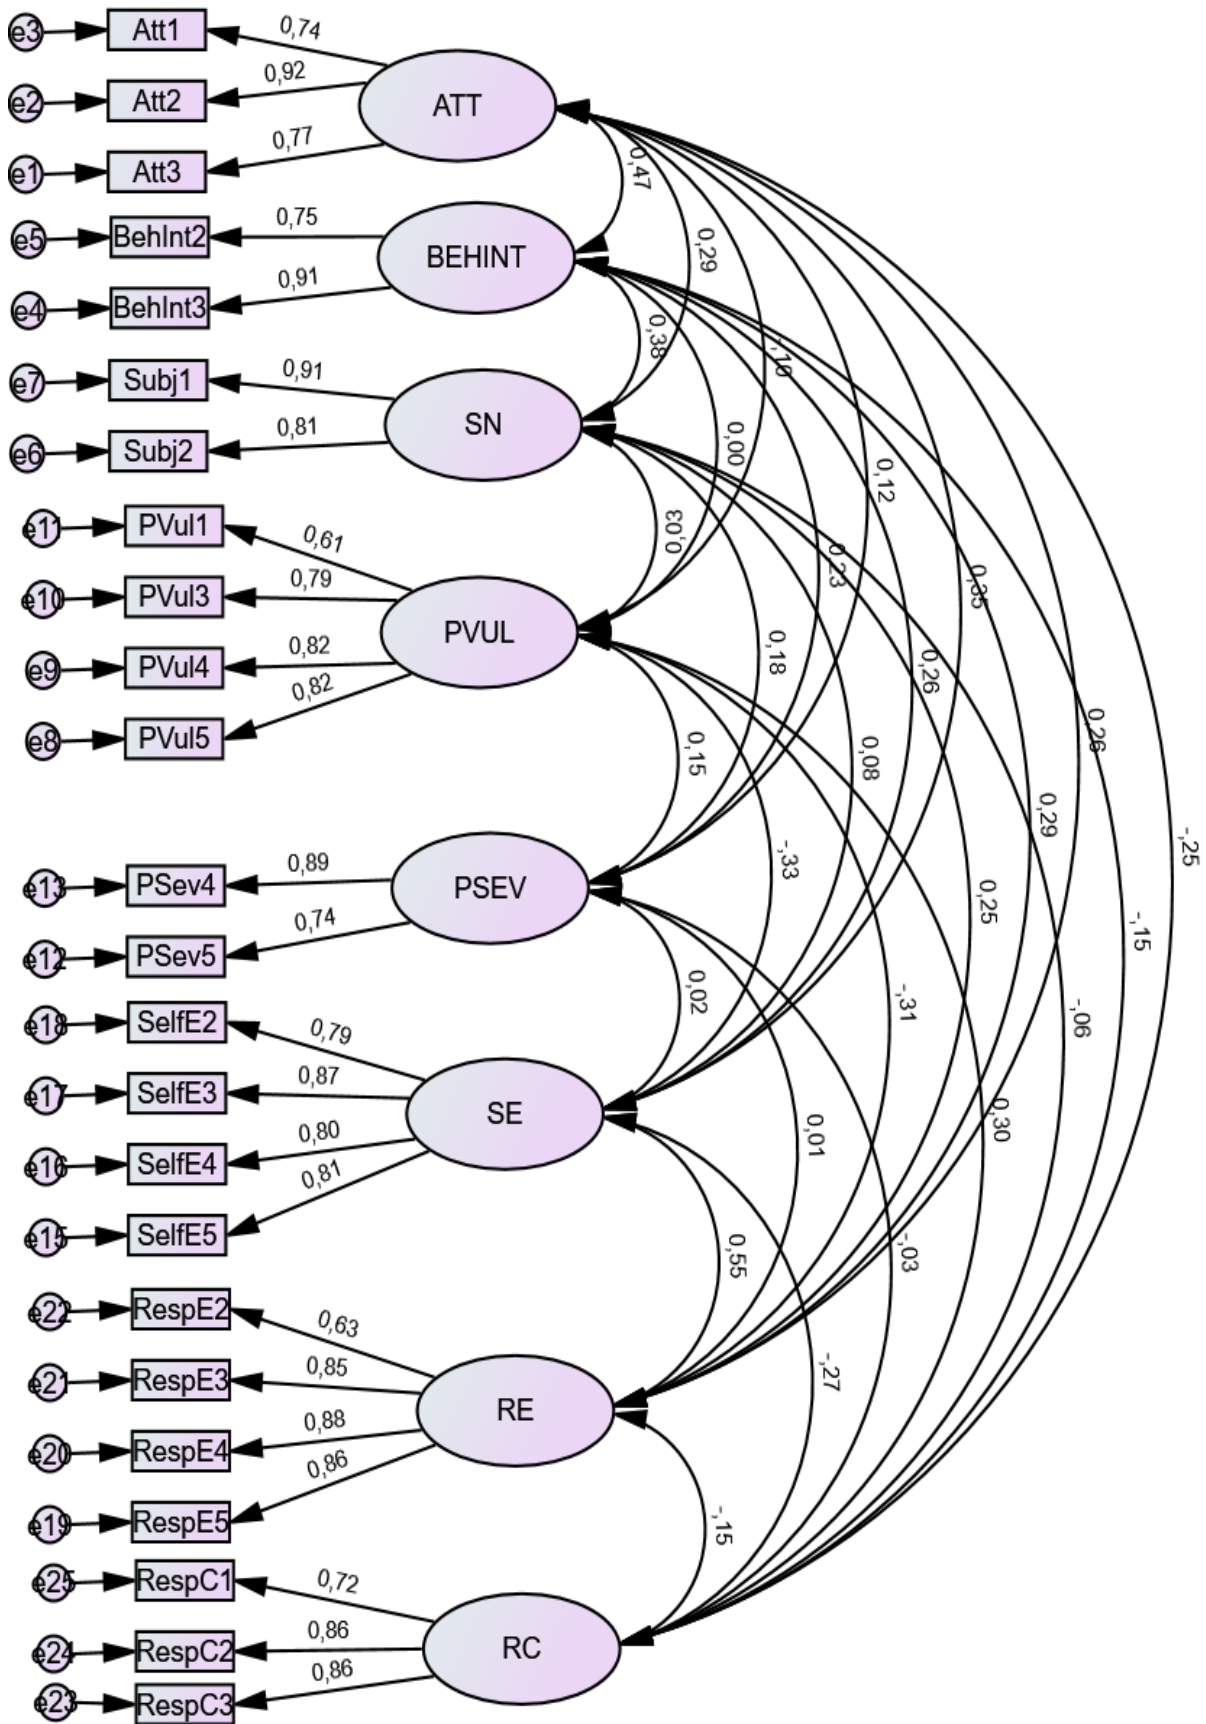 e3 Att1 0,74
e2 Att2 0,92
ATT
e1 Att3 0,77
0,47
e5 BehInt2 0,75
BEHINT
0,29
e4 BehInt3 0,91
0,38
-,10
e7 Subj1 0,91
SN
e6 Subj2 0,81
0,00
0,12
e11 PVul1 0,61
0,03
0,23
0,35
e10 PVul3 0,79
PVUL
e9 PVul4 0,82
0,18
0,26
e8 PVul5 0,82
0,15
0,08
0,26
0,29
-,25
e13 PSev4 0,89
PSEV
-,33
0,25
-,15
e12 PSev5 0,74
0,02
-,31
-,06
e18 SelfE2 0,79
e17 SelfE3 0,87
SE
0,01
0,30
e16 SelfE4 0,80
e15 SelfE5 0,81
0,55
-,03
e22 RespE2 0,63
e21 RespE3 0,85
-,27
RE
e20 RespE4 0,88
e19 RespE5 0,86
-,15
e25 RespC1 0,72
e24 RespC2 0,86
RC
e23 RespC3 0,86